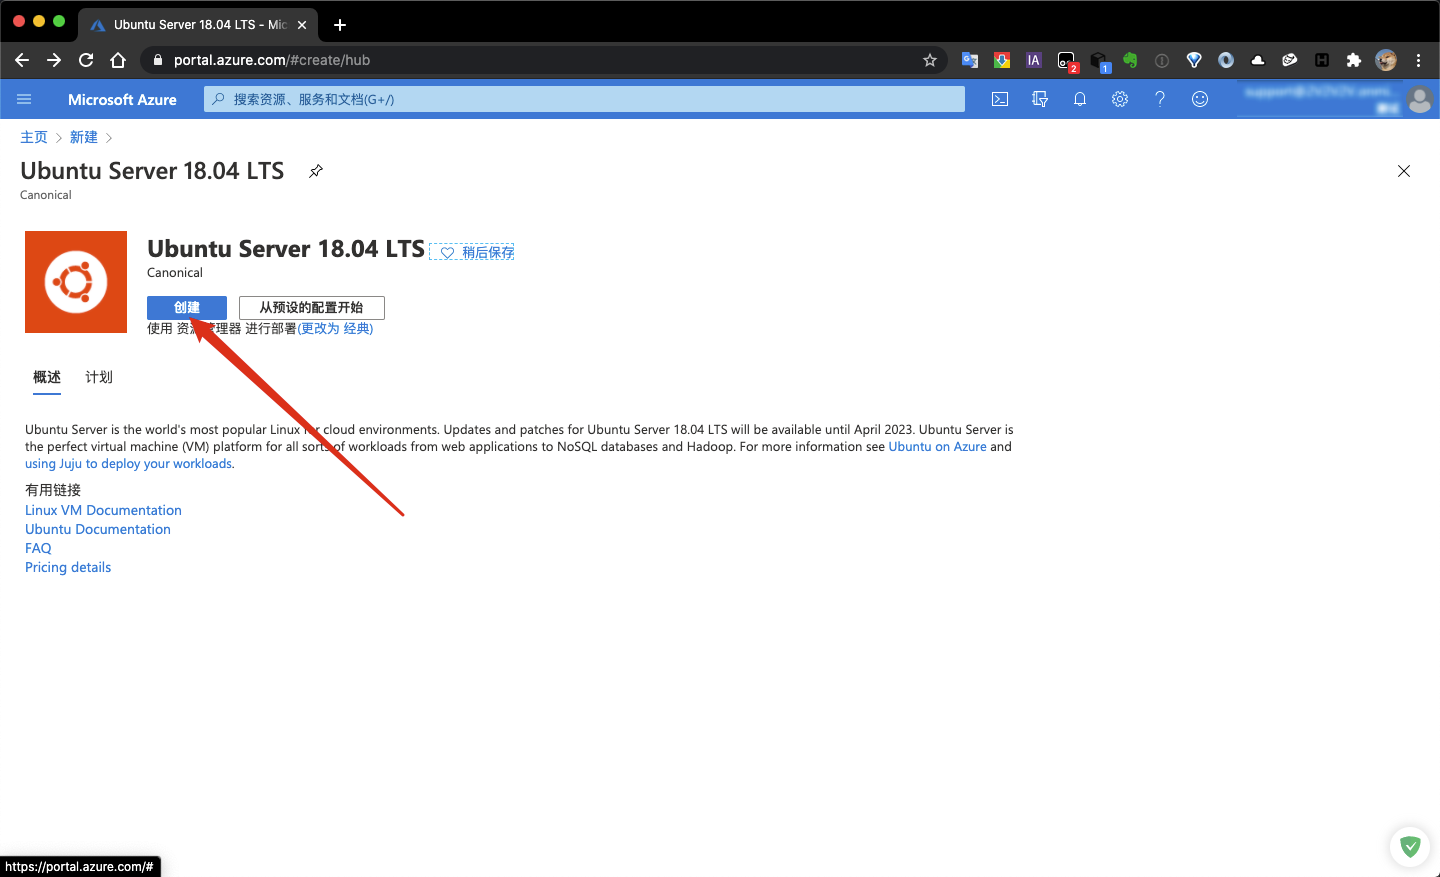 Ubuntu Server 18.04 LTS - Mic
portal.azure.com/#create/hub
IA
2
1
H
Microsoft Azure
搜索资源、服务和文档(G+/)
主页
新建
Ubuntu Server 18.04 LTS
Canonical
Ubuntu Server 18.04 LTS
稍后保存
Canonical
创建
从预设的配置开始
使用 资源管理器 进行部署(更改为 经典)
概述
计划
Ubuntu Server is the world's most popular Linux for cloud environments. Updates and patches for Ubuntu Server 18.04 LTS will be available until April 2023. Ubuntu Server is
the perfect virtual machine (VM) platform for all sorts of workloads from web applications to NoSQL databases and Hadoop. For more information see Ubuntu on Azure and
using Juju to deploy your workloads.
有用链接
Linux VM Documentation
Ubuntu Documentation
FAQ
Pricing details
https://portal.azure.com/#